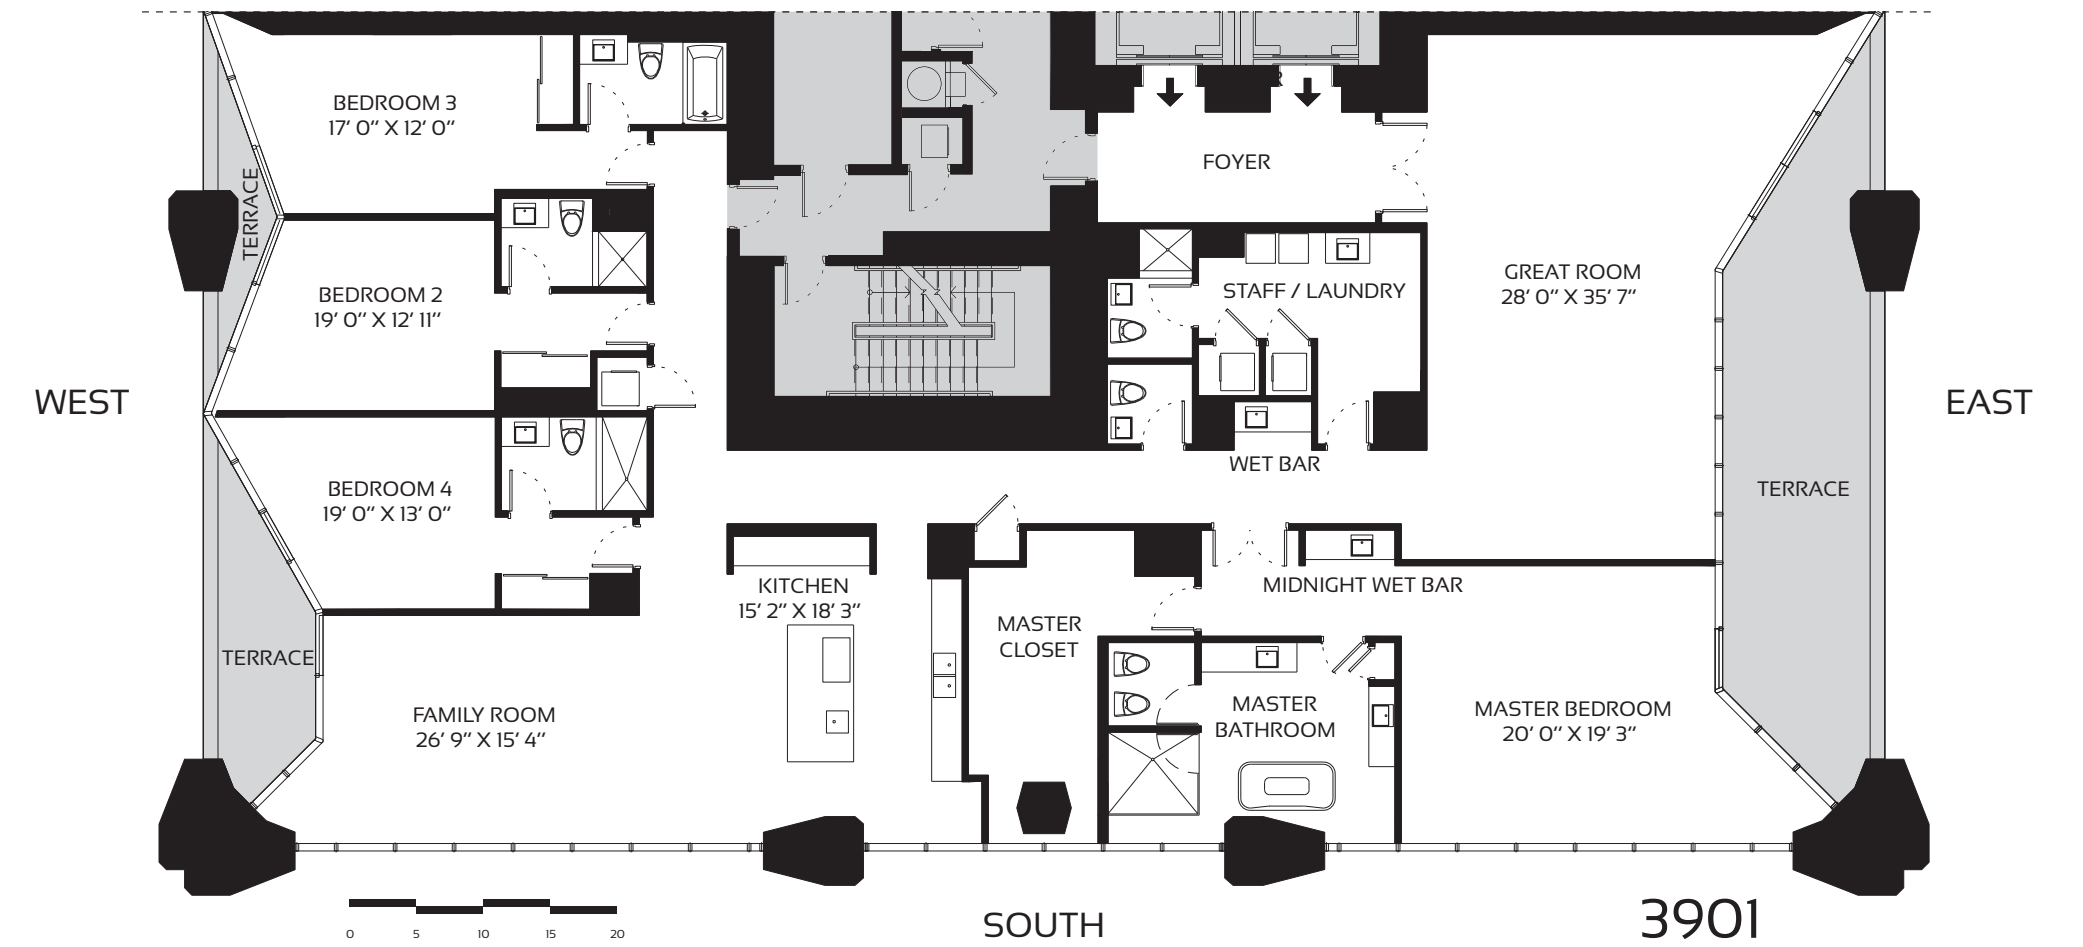 BEDROOM 3
17' 0" X 12' 0"
TERRACE
FOYER
R
BEDROOM 2
19' 0" X 12' 11"
STAFF / LAUNDRY
GREAT ROOM
28' 0" X 35' 7"
WEST
EAST
WET BAR
BEDROOM 4
19' 0" X 13' 0"
TERRACE
KITCHEN
15' 2" X 18' 3"
MIDNIGHT WET BAR
MASTER
CLOSET
TERRACE
FAMILY ROOM
26' 9" X 15' 4"
MASTER
BATHROOM
MASTER BEDROOM
20' 0" X 19' 3"
0 5 10 15 20
SOUTH
3901